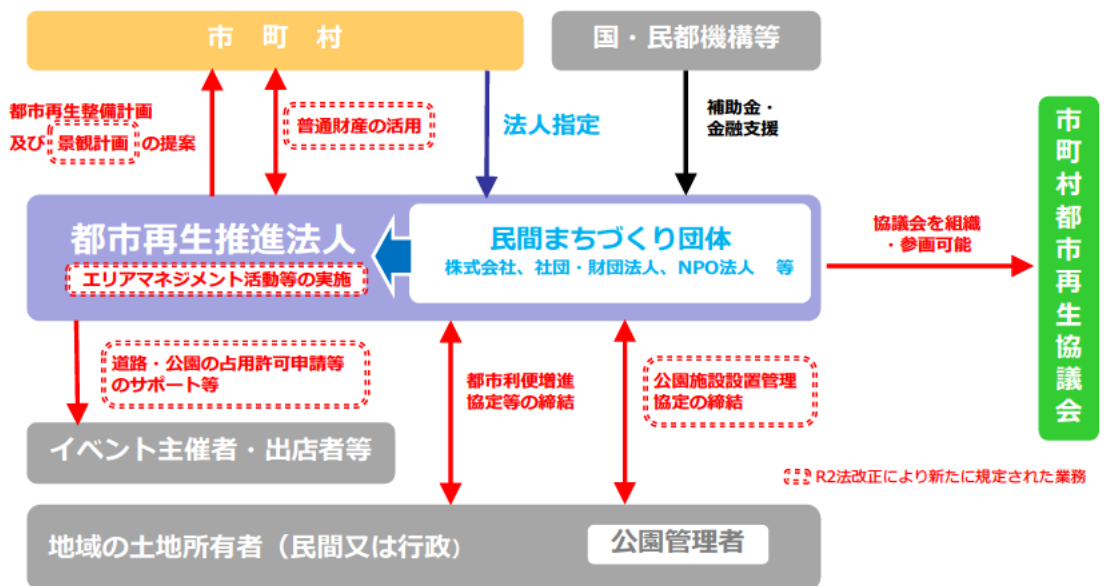 市 町 村
国・民都機構等
都市再生整備計画
及び 景観計画 の提案
普通財産の活用
法人指定
補助金・
金融支援
都市再生推進法人
エリアマネジメント活動等の実施
民間まちづくり団体
株式会社、社団・財団法人、NPO法人 等
協議会を組織
・参画可能
市町村都市再生協議会
道路・公園の占用許可申請等
のサポート等
都市利便増進
協定等の締結
公園施設設置管理
協定の締結
イベント主催者・出店者等
R2法改正により新たに規定された業務
地域の土地所有者（民間又は行政）
公園管理者